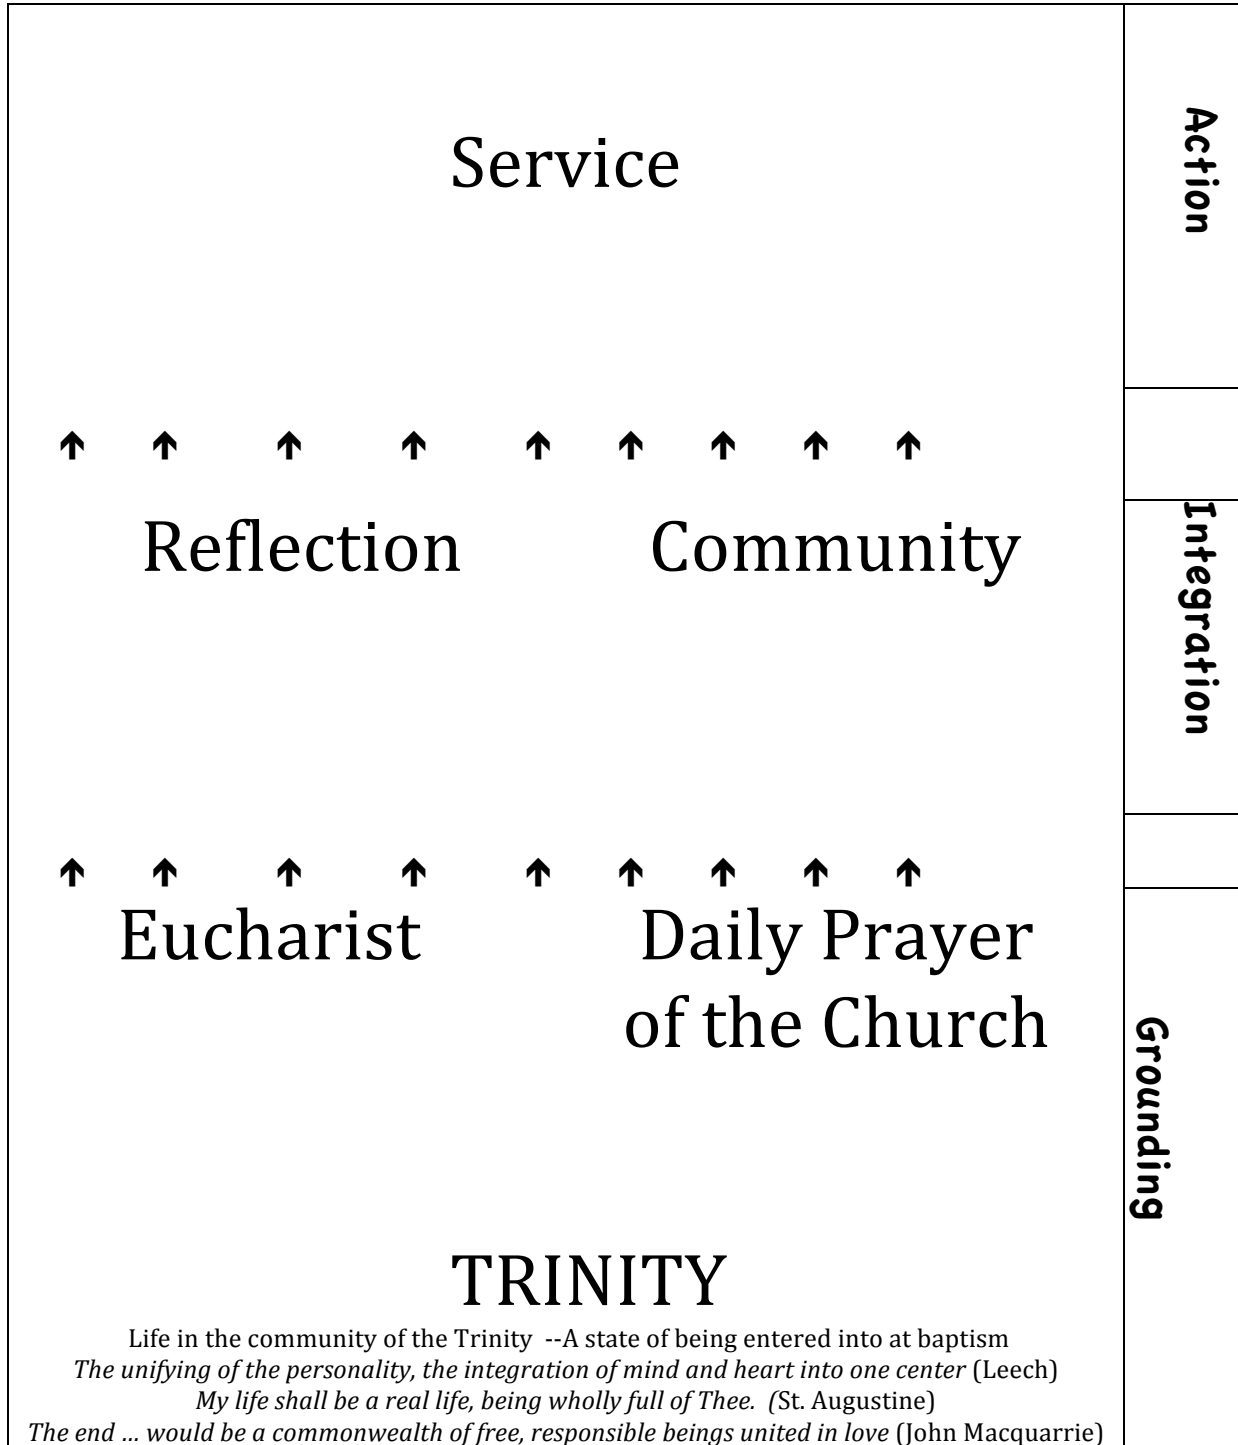 Service
Action
Reflection Community
Integration
Eucharist Daily Prayer
of the Church
Grounding
TRINITY
Life in the community of the Trinity --A state of being entered into at baptism
The unifying of the personality, the integration of mind and heart into one center (Leech)
My life shall be a real life, being wholly full of Thee. (St. Augustine)
The end ... would be a commonwealth of free, responsible beings united in love (John Macquarrie)